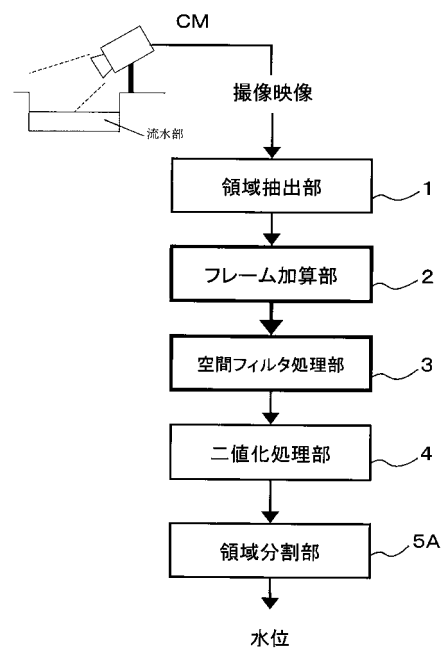 CM
撮像映像
流水部
領域抽出部
1
フレーム加算部
2
空間フィルタ処理部
3
二値化処理部
4
領域分割部
5A
水位